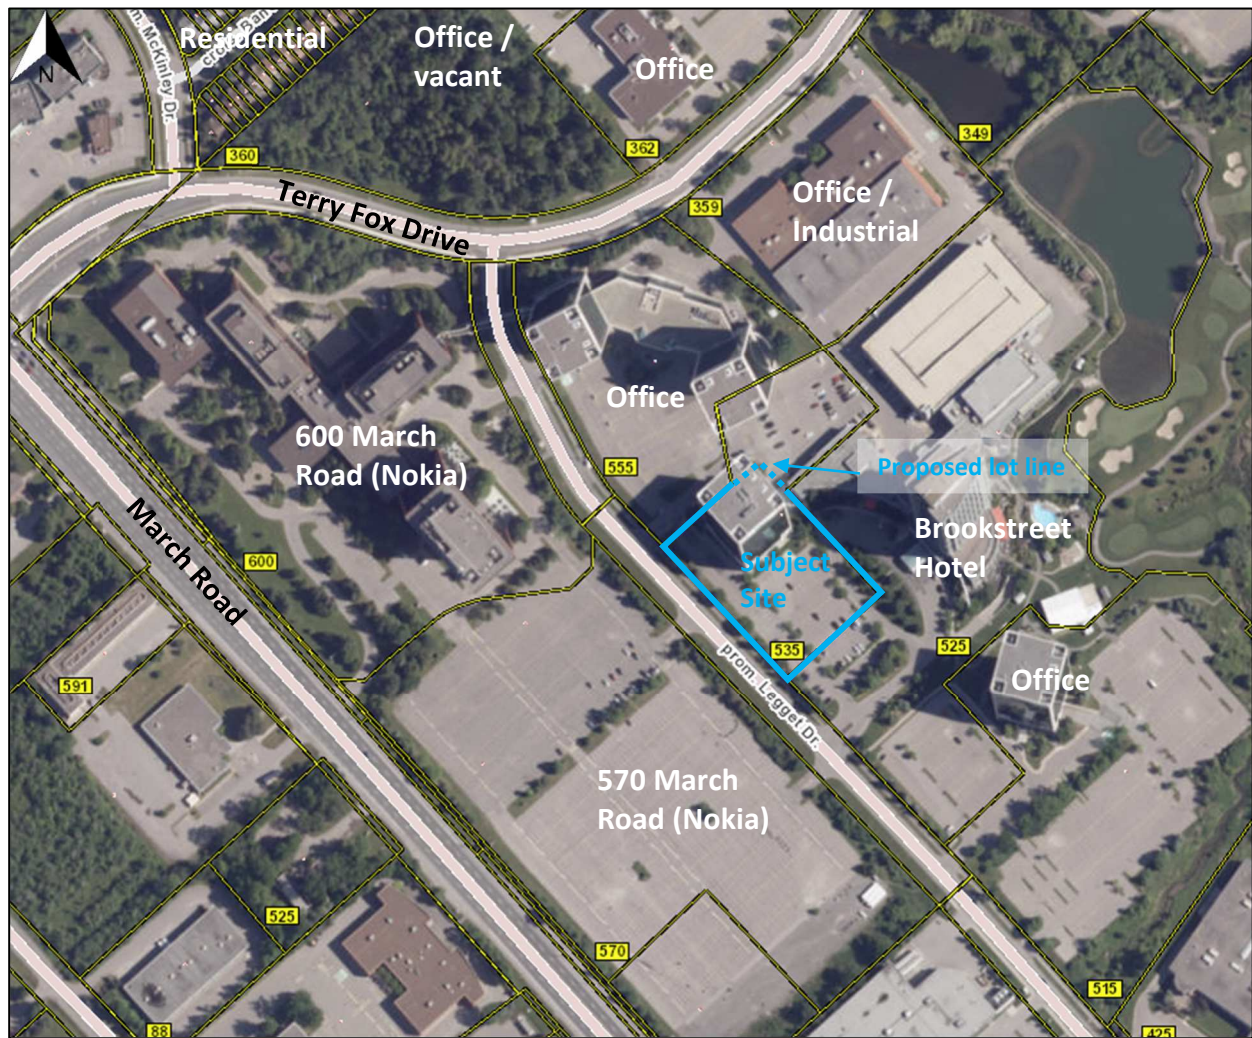 N
m. McKinley Dr.
Residential
Office /
vacant
Office
360
362
349
359
Terry Fox Drive
Office /
Industrial
Office
600 March
Road (Nokia)
555
Proposed lot line
Brookstreet
Hotel
March Road
600
Subject
Site
535
525
prom. Legget Dr.
Office
591
570 March
Road (Nokia)
525
570
515
88
425